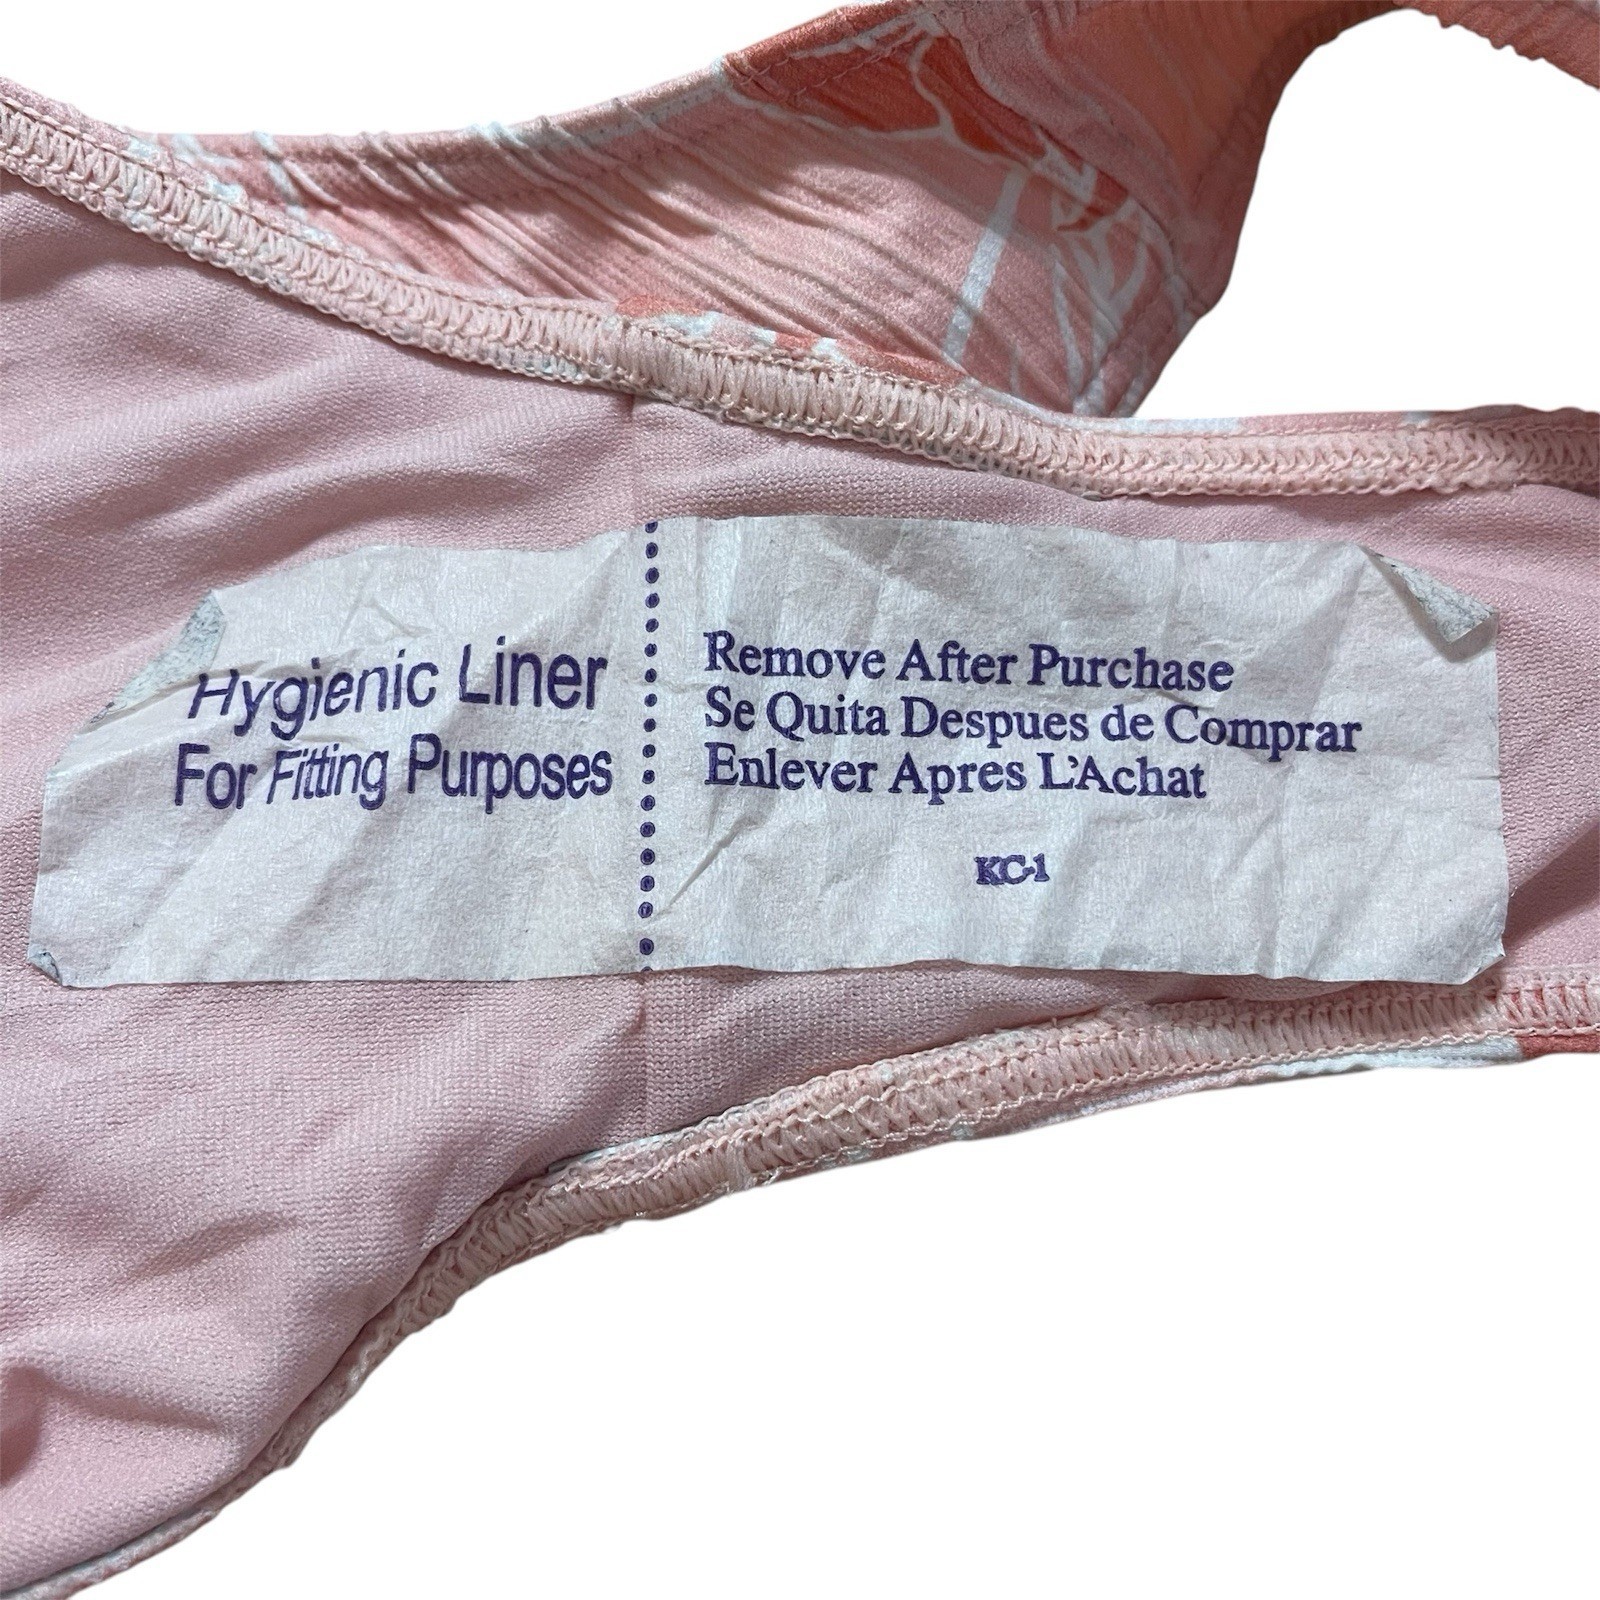 Hygienic Liner
For Fitting Purposes
Remove After Purchase
Se Quita Despues de Comprar
Enlever Apres L'Achat
KC-1